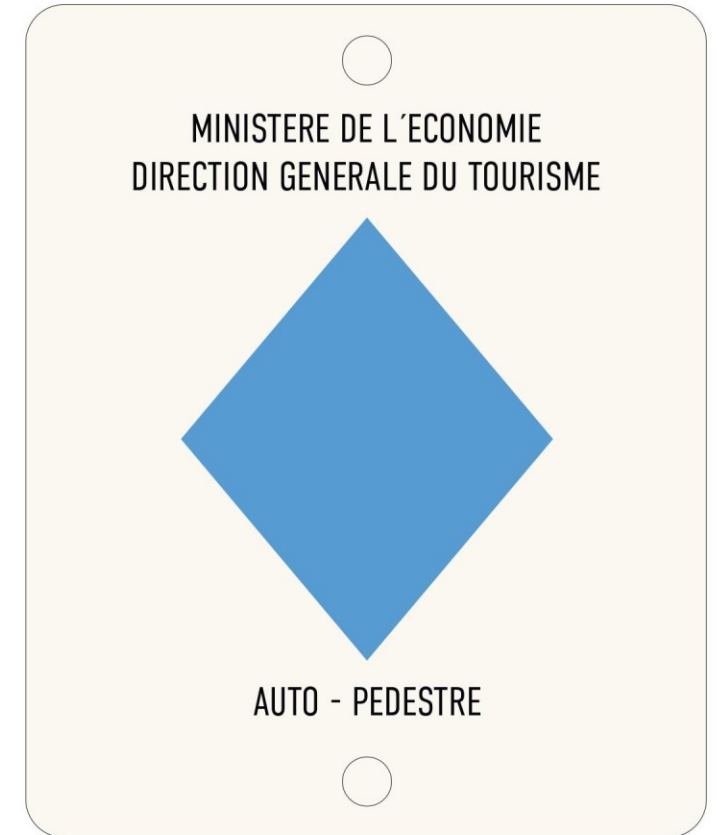 MINISTERE DE L´ECONOMIE
DIRECTION GENERALE DU TOURISME
AUTO - PEDESTRE